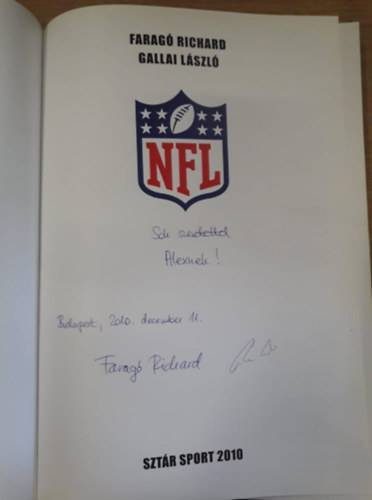 FARAGÓ RICHARD
GALLAI LÁSZLÓ
NFL
Sok szeretettel
Alexnek!
Budapest, 2010. december 11.
Faragó Richard
SZTÁR SPORT 2010